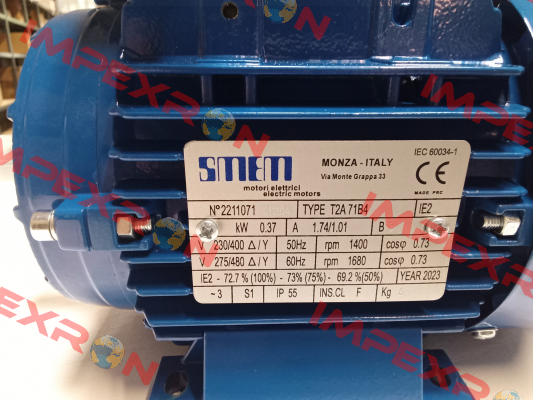 IMPEXRON
SMEM
motori elettrici
electric motors
MONZA - ITALY
Via Monte Grappa 33
IEC 60034-1
CE
MADE PRC
N° 2211071 TYPE T2A 71B4 IE2
kW 0.37 A 1.74/1.01 B
V 230/400 Δ/Y 50Hz rpm 1400 cosφ 0.73
V 275/480 Δ/Y 60Hz rpm 1680 cosφ 0.73
IE2 - 72.7 % (100%) - 73% (75%) - 69.2 %(50%) YEAR 2023
~3 S1 IP 55 INS.CL F Kg
IMPEXRON
IMPEXRON
IMPEXRON